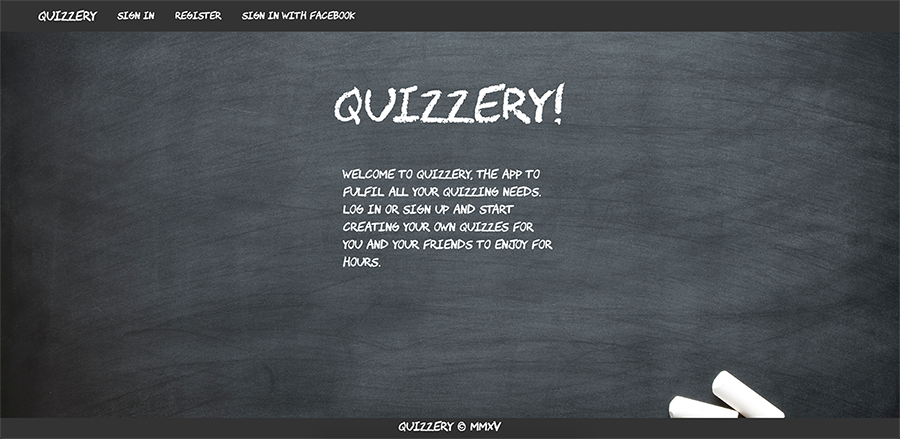 QUIZZERY SIGN IN REGISTER SIGN IN WITH FACEBOOK
QUIZZERY!
WELCOME TO QUIZZERY, THE APP TO
FULFIL ALL YOUR QUIZZING NEEDS.
LOG IN OR SIGN UP AND START
CREATING YOUR OWN QUIZZES FOR
YOU AND YOUR FRIENDS TO ENJOY FOR
HOURS.
QUIZZERY © MMXV